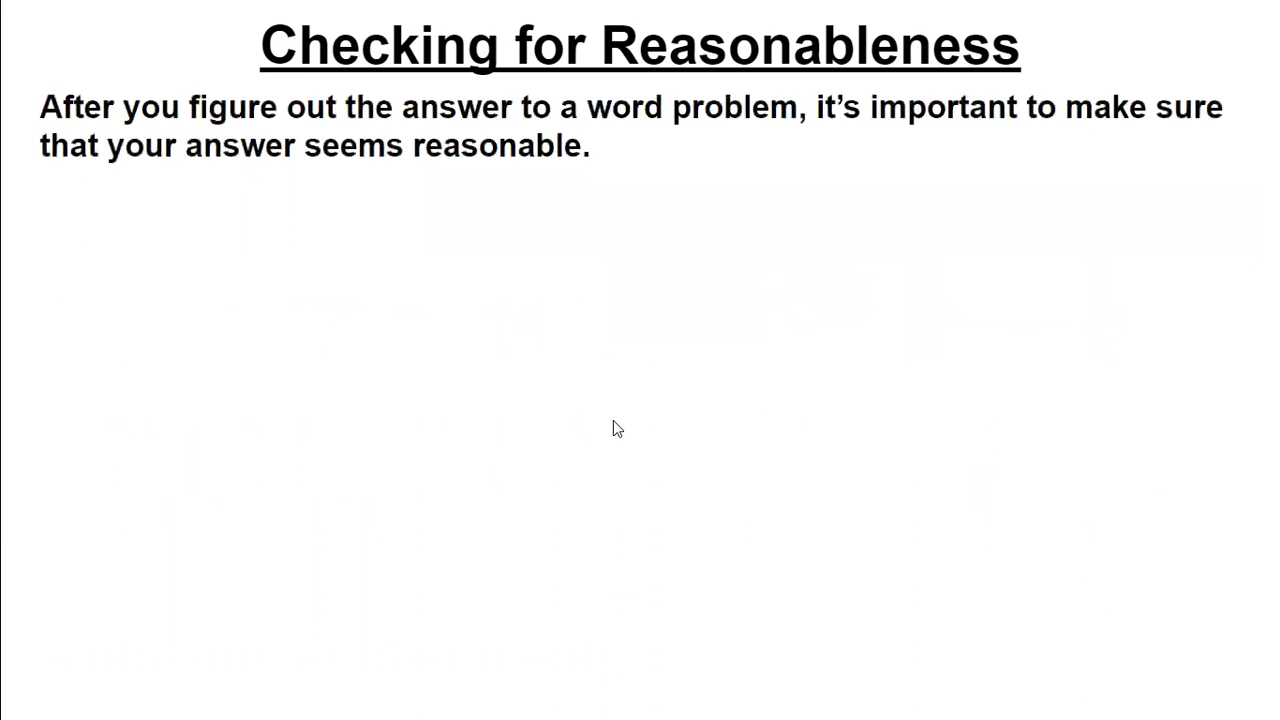 Checking for Reasonableness
After you figure out the answer to a word problem, it’s important to make sure
that your answer seems reasonable.